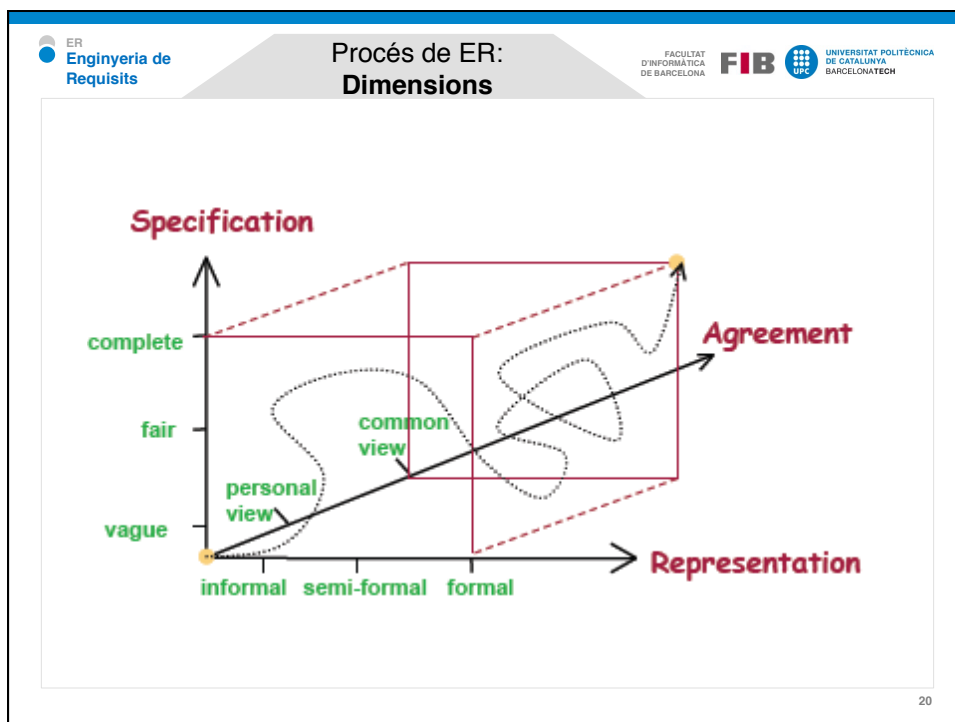 ER
Enginyeria de
Requisits
Procés de ER:
Dimensions
FACULTAT
D'INFORMÀTICA
DE BARCELONA
FIB
UPC
UNIVERSITAT POLITÈCNICA
DE CATALUNYA
BARCELONATECH
Specification
complete
fair
vague
personal
view
common
view
Agreement
Representation
informal
semi-formal
formal
20